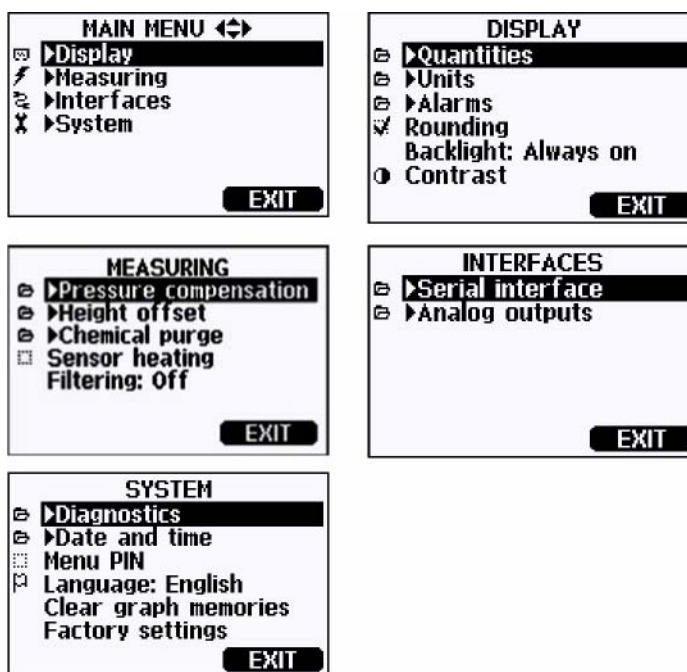 MAIN MENU
Display
Measuring
Interfaces
System
EXIT
DISPLAY
Quantities
Units
Alarms
Rounding
Backlight: Always on
Contrast
EXIT
MEASURING
Pressure compensation
Height offset
Chemical purge
Sensor heating
Filtering: Off
EXIT
INTERFACES
Serial interface
Analog outputs
EXIT
SYSTEM
Diagnostics
Date and time
Menu PIN
Language: English
Clear graph memories
Factory settings
EXIT